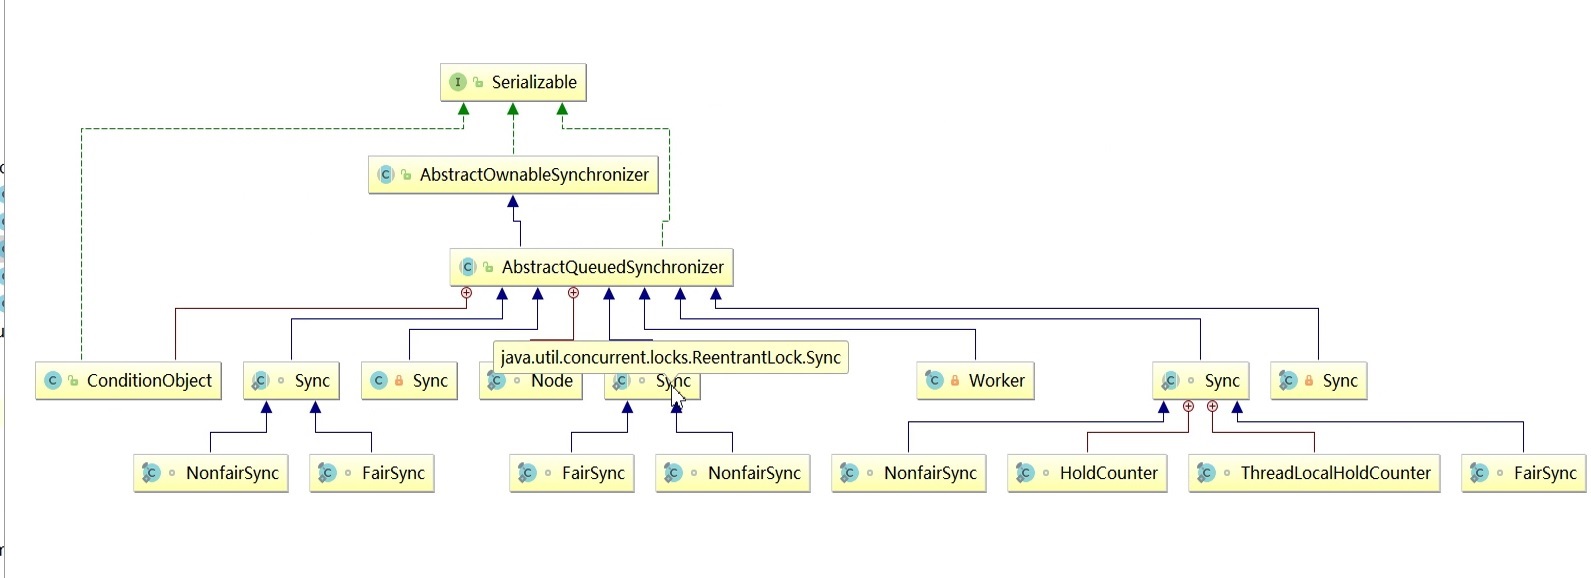 Serializable
AbstractOwnableSynchronizer
AbstractQueuedSynchronizer
java.util.concurrent.locks.ReentrantLock.Sync
ConditionObject
Sync
Sync
Node
Sync
Worker
Sync
Sync
NonfairSync
FairSync
FairSync
NonfairSync
NonfairSync
HoldCounter
ThreadLocalHoldCounter
FairSync